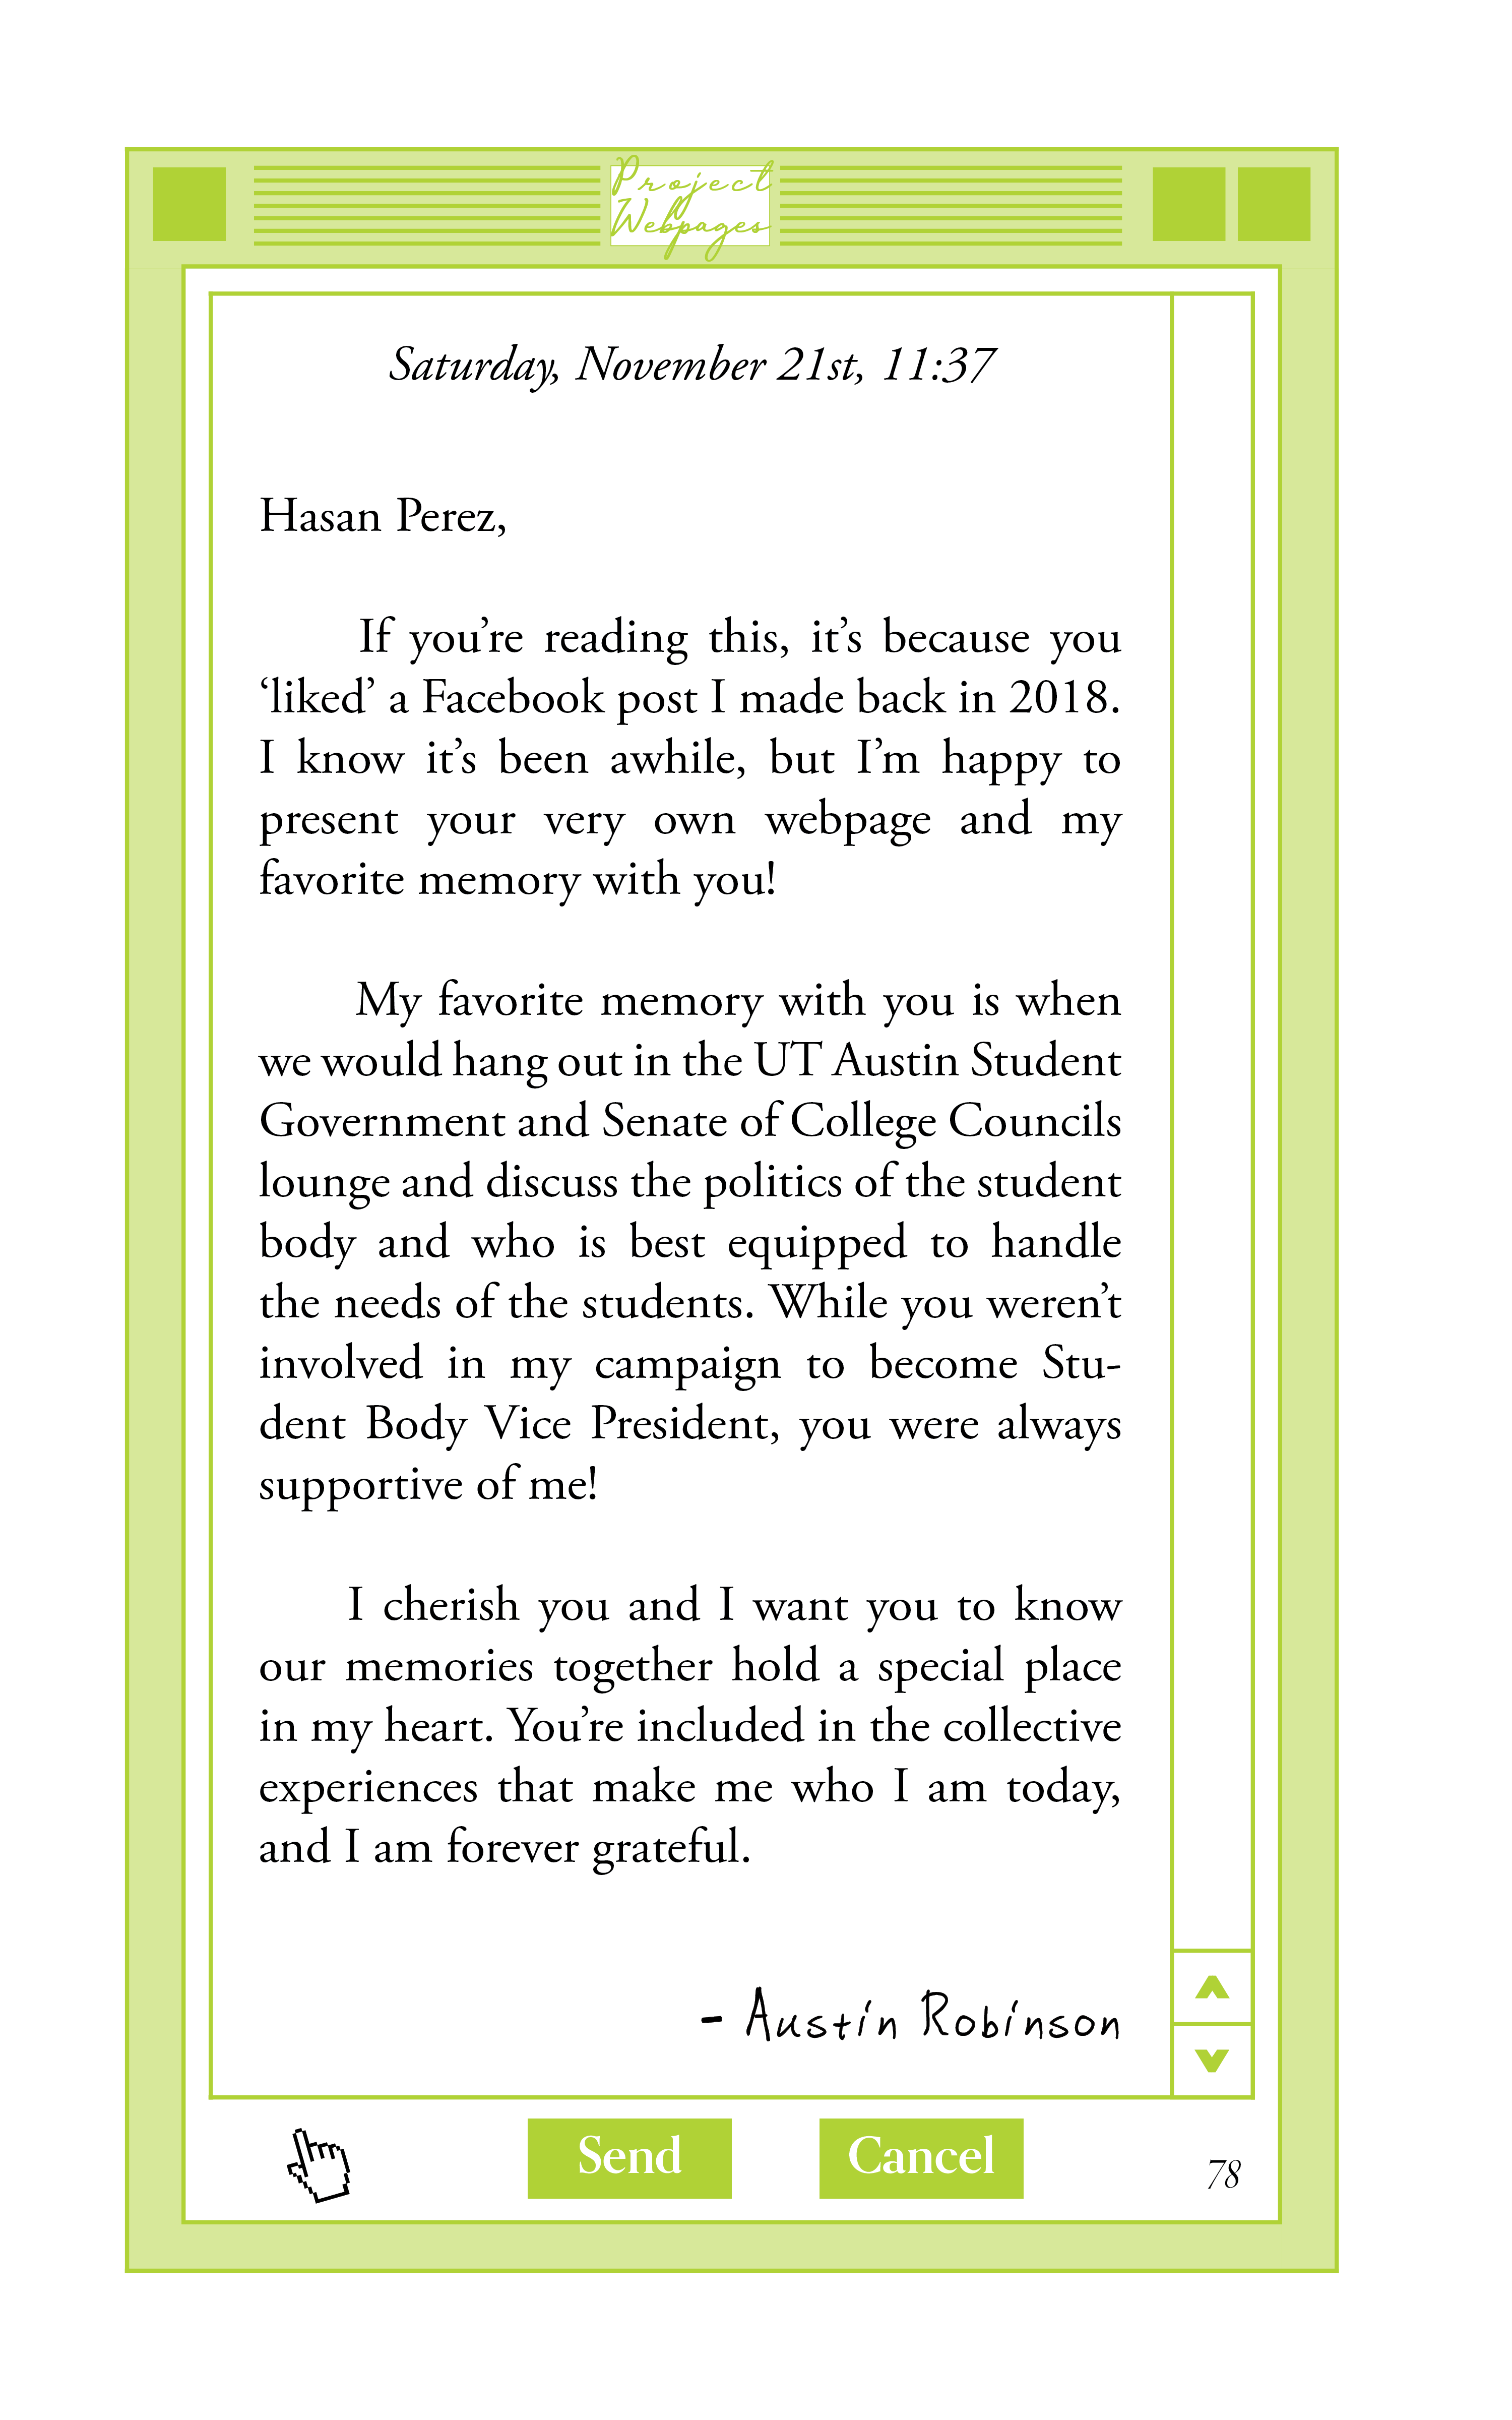 Project
Webpages
Saturday, November 21st, 11:37
Hasan Perez,
If you’re reading this, it’s because you
‘liked’ a Facebook post I made back in 2018.
I know it’s been awhile, but I’m happy to
present your very own webpage and my
favorite memory with you!
My favorite memory with you is when
we would hang out in the UT Austin Student
Government and Senate of College Councils
lounge and discuss the politics of the student
body and who is best equipped to handle
the needs of the students. While you weren’t
involved in my campaign to become Stu-
dent Body Vice President, you were always
supportive of me!
I cherish you and I want you to know
our memories together hold a special place
in my heart. You’re included in the collective
experiences that make me who I am today,
and I am forever grateful.
- Austin Robinson
Send Cancel
78